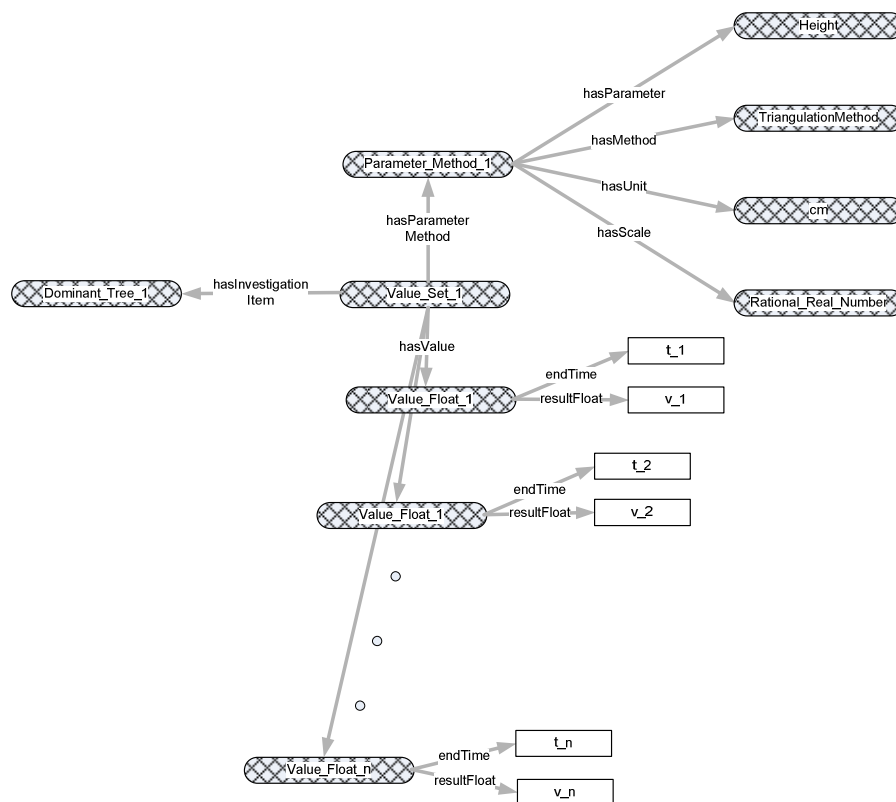 Height
hasParameter
TriangulationMethod
hasMethod
Parameter_Method_1
hasUnit
cm
hasParameter
Method
hasScale
hasInvestigation
Item
Dominant_Tree_1
Value_Set_1
Rational_Real_Number
hasValue
t_1
endTime
Value_Float_1
resultFloat
v_1
t_2
endTime
Value_Float_1
resultFloat
v_2
t_n
endTime
Value_Float_n
resultFloat
v_n